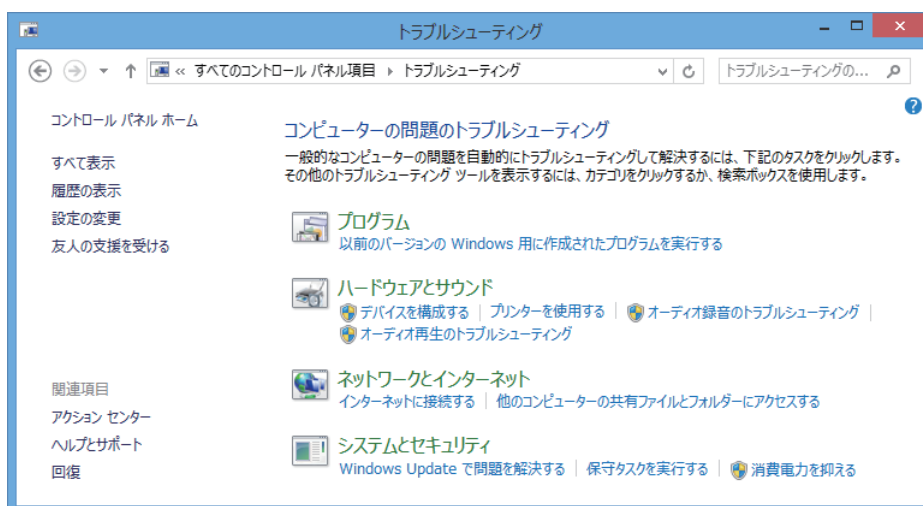 トラブルシューティング
« すべてのコントロール パネル項目 ▸ トラブルシューティング
トラブルシューティングの...
コントロール パネル ホーム
すべて表示
履歴の表示
設定の変更
友人の支援を受ける
関連項目
アクション センター
ヘルプとサポート
回復
コンピューターの問題のトラブルシューティング
一般的なコンピューターの問題を自動的にトラブルシューティングして解決するには、下記のタスクをクリックします。
その他のトラブルシューティング ツールを表示するには、カテゴリをクリックするか、検索ボックスを使用します。
プログラム
以前のバージョンの Windows 用に作成されたプログラムを実行する
ハードウェアとサウンド
デバイスを構成する | プリンターを使用する | オーディオ録音のトラブルシューティング |
オーディオ再生のトラブルシューティング
ネットワークとインターネット
インターネットに接続する | 他のコンピューターの共有ファイルとフォルダーにアクセスする
システムとセキュリティ
Windows Update で問題を解決する | 保守タスクを実行する | 消費電力を抑える